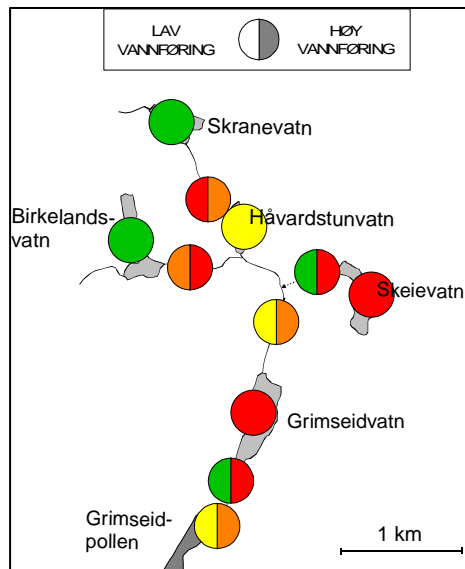 LAV
VANNFØRING
HØY
VANNFØRING
Skranevatn
Birkelands-
vatn
Håvardstunvatn
Skeievatn
Grimseidvatn
Grimseid-
pollen
1 km